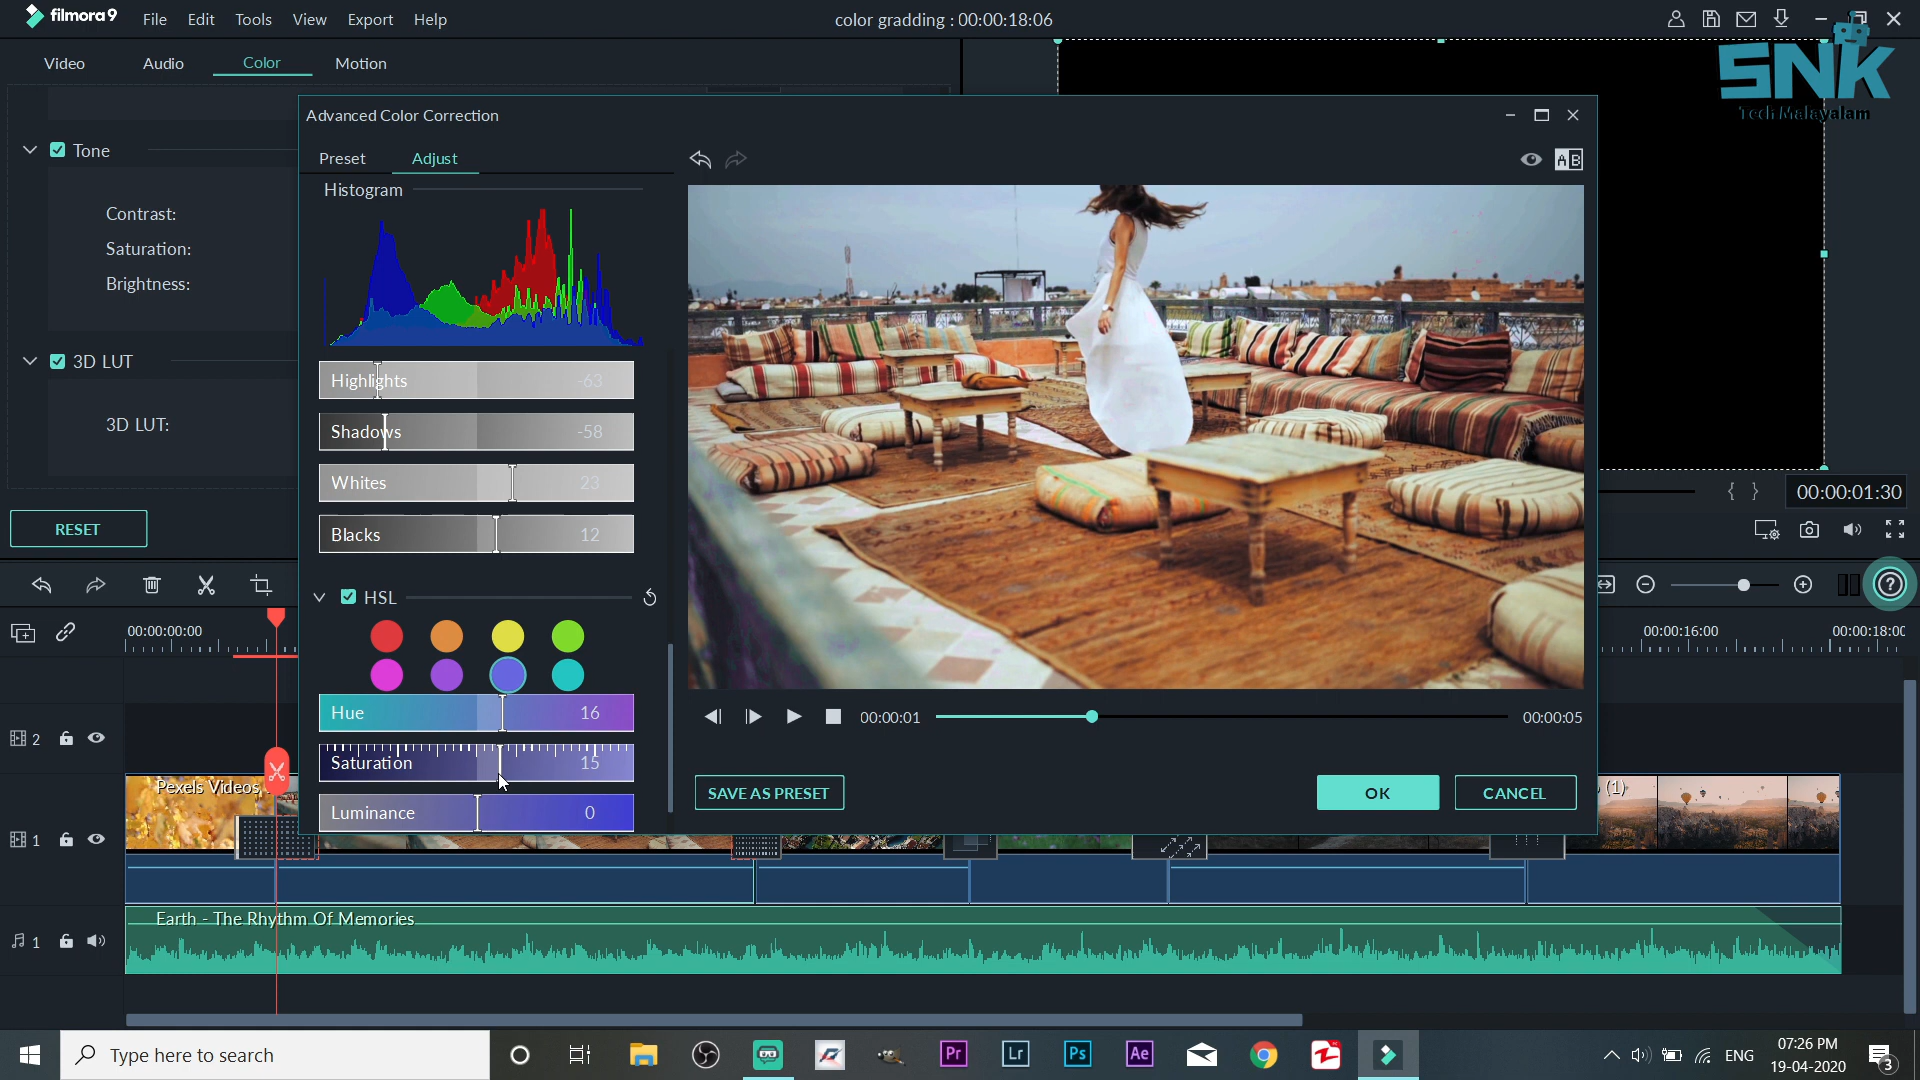 filmora9 File Edit Tools View Export Help
color gradding : 00:00:18:06
SNK
Tech Malayalam
Video Audio Color Motion
Tone
Contrast:
Saturation:
Brightness:
3D LUT
3D LUT:
RESET
Advanced Color Correction
Preset Adjust
A B
Histogram
Highlights -63
Shadows -58
Whites 23
Blacks 12
HSL
Hue 16
Saturation 15
Luminance 0
00:00:01 00:00:05
SAVE AS PRESET OK CANCEL
{ } 00:00:01:30
00:00:00:00 00:00:16:00 00:00:18:00
2
Pexels Videos (1)
1
Earth - The Rhythm Of Memories
1
Type here to search
Pr Lr Ps Ae
ENG
07:26 PM
19-04-2020
3